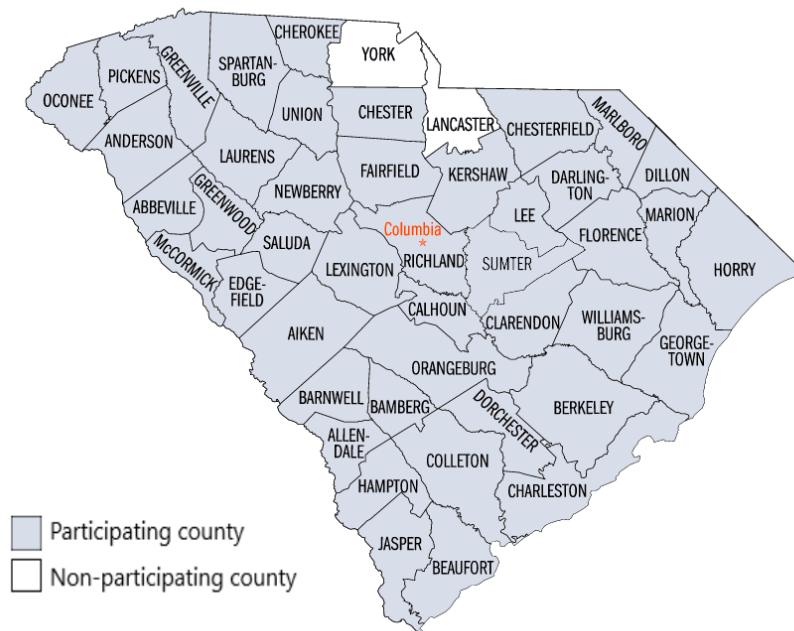 CHEROKEE
YORK
SPARTAN-
BURG
GREENVILLE
PICKENS
OCONEE
UNION
CHESTER
LANCASTER
CHESTERFIELD
MARLBORO
ANDERSON
LAURENS
FAIRFIELD
KERSHAW
DARLING-
TON
DILLON
NEWBERRY
ABBEVILLE
GREENWOOD
LEE
MARION
FLORENCE
Columbia
SALUDA
McCORMICK
LEXINGTON
RICHLAND
SUMTER
HORRY
EDGE-
FIELD
CALHOUN
CLARENDON
WILLIAMS-
BURG
AIKEN
GEORGE-
TOWN
ORANGEBURG
BARNWELL
BAMBERG
DORCHESTER
BERKELEY
ALLEN-
DALE
COLLETON
HAMPTON
CHARLESTON
JASPER
BEAUFORT
Participating county
Non-participating county